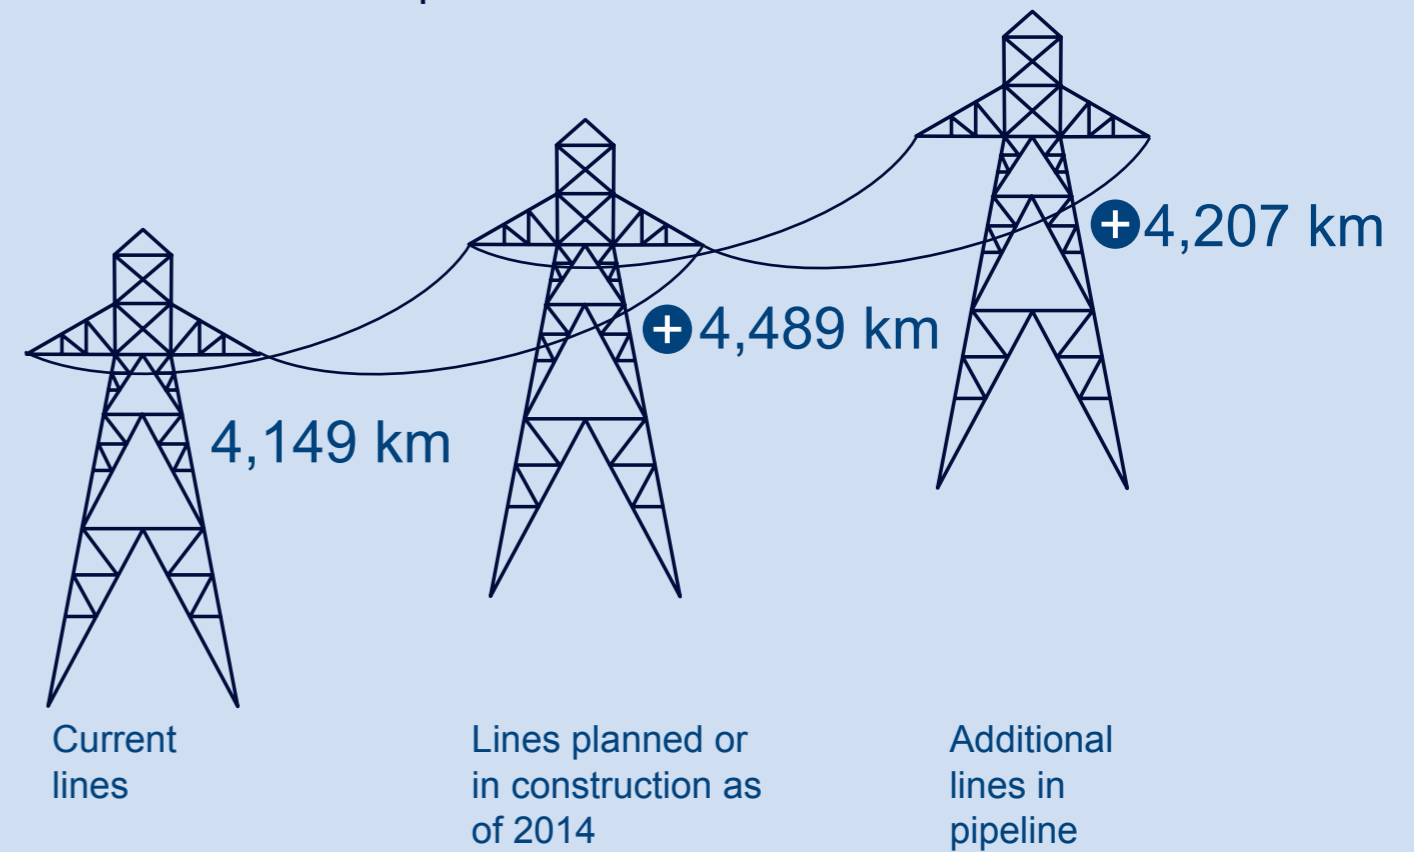 +4,207 km
+4,489 km
4,149 km
Current
lines
Lines planned or
in construction as
of 2014
Additional
lines in
pipeline